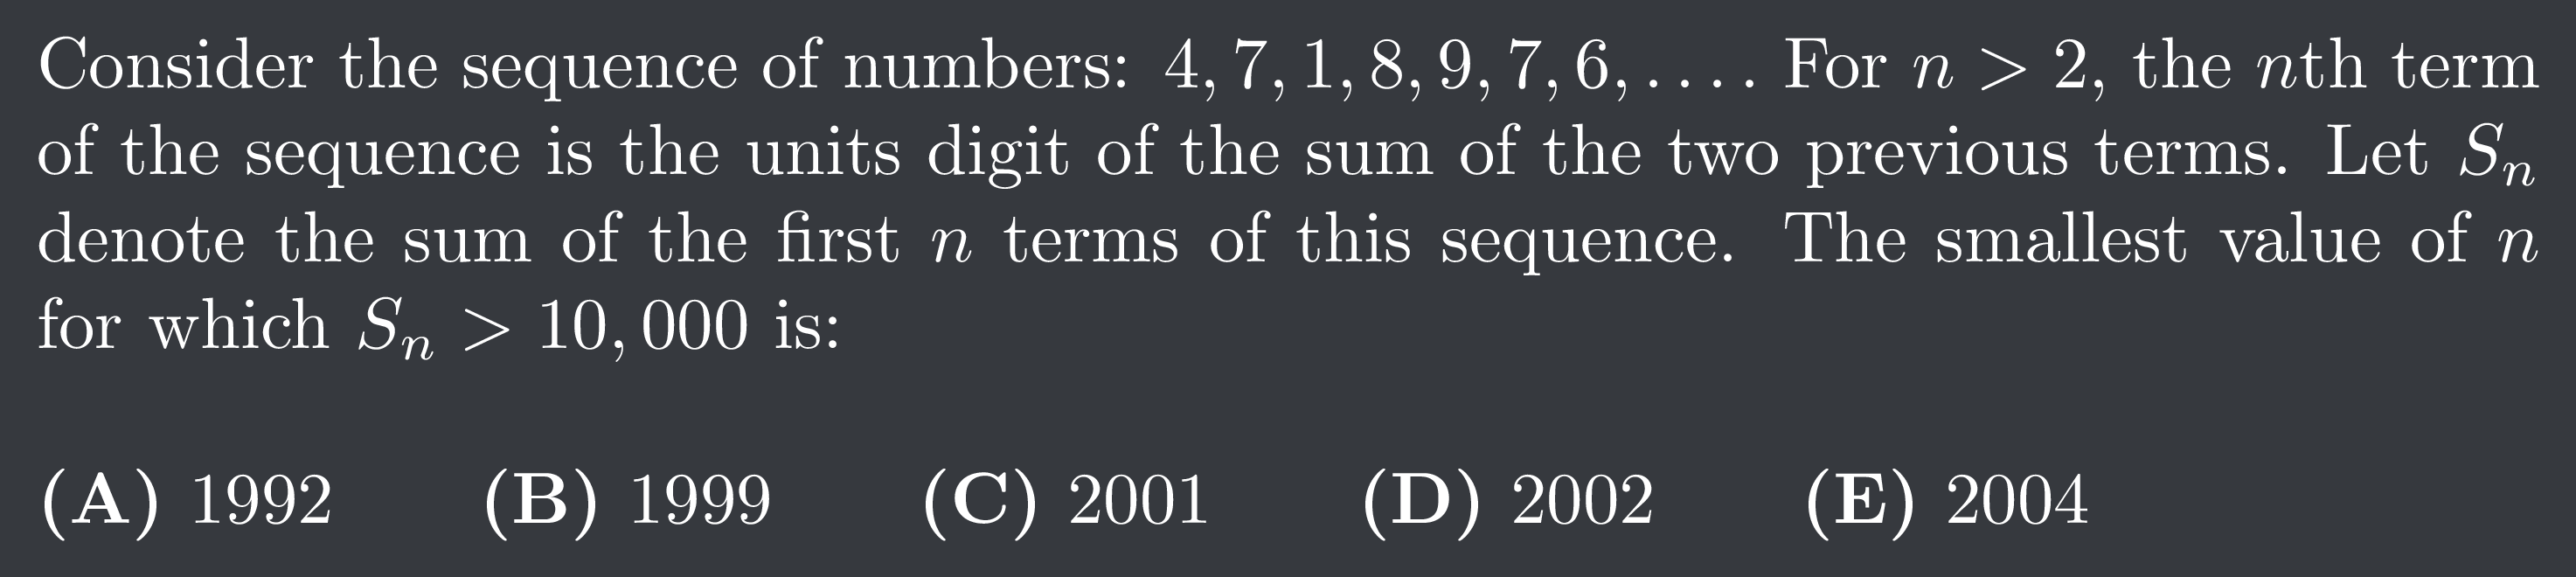 Consider the sequence of numbers: 4, 7, 1, 8, 9, 7, 6, . . . . For n > 2, the nth term
of the sequence is the units digit of the sum of the two previous terms. Let Sₙ
denote the sum of the first n terms of this sequence. The smallest value of n
for which Sₙ > 10, 000 is:
(A) 1992 (B) 1999 (C) 2001 (D) 2002 (E) 2004